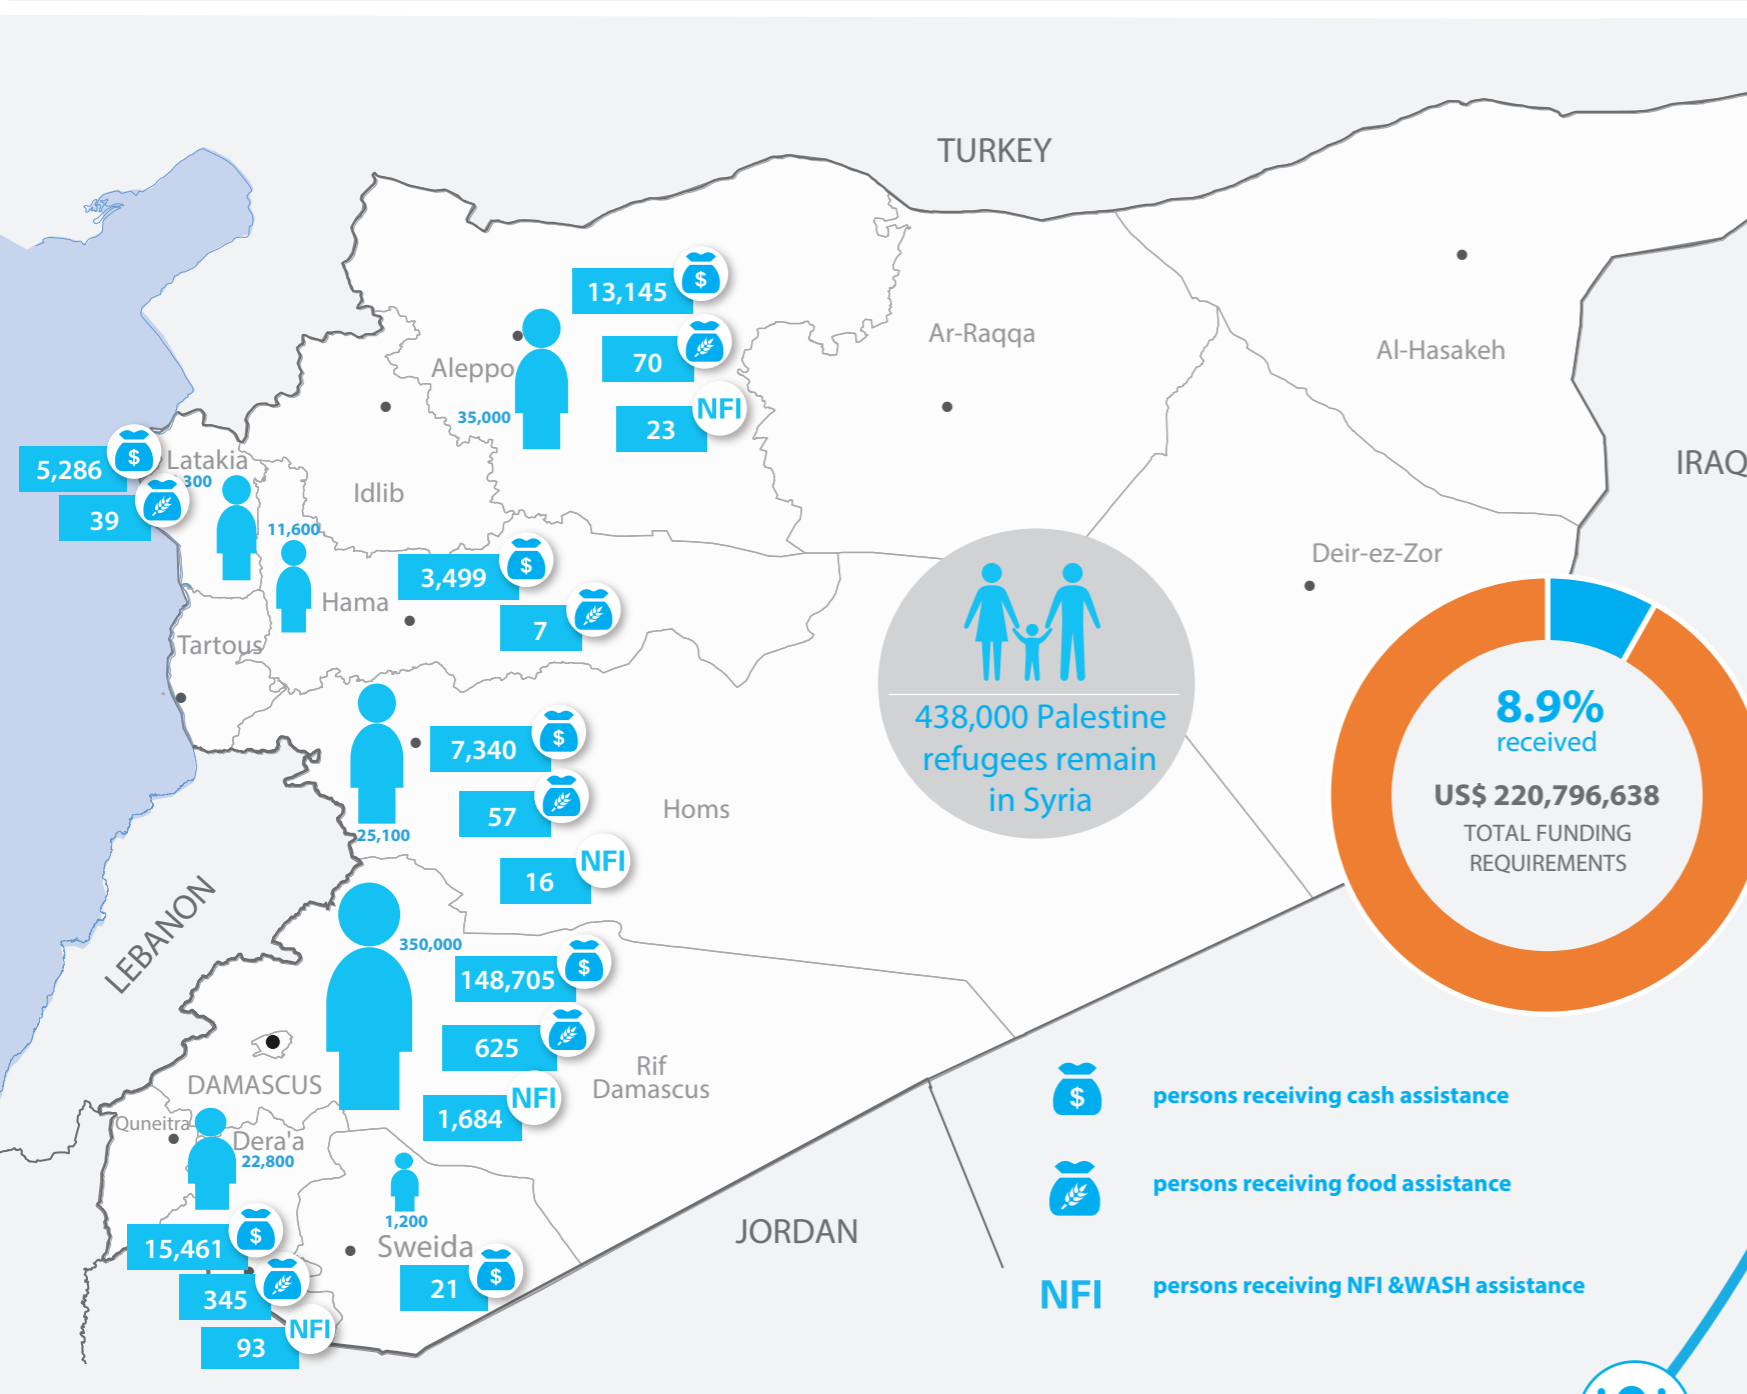 TURKEY
13,145
$
Ar-Raqqa
70
Al-Hasakeh
Aleppo
35,000
NFI
23
IRAQ
$
5,286
Latakia
300
39
Idlib
11,600
$
3,499
Deir-ez-Zor
Hama
7
Tartous
438,000 Palestine
refugees remain
in Syria
8.9%
received
US$ 220,796,638
TOTAL FUNDING
REQUIREMENTS
$
7,340
57
Homs
25,100
NFI
16
LEBANON
350,000
$
148,705
625
Rif
Damascus
DAMASCUS
NFI
1,684
Quneitra
Dera'a
22,800
1,200
$
15,461
Sweida
$
21
345
NFI
93
JORDAN
$
persons receiving cash assistance
persons receiving food assistance
NFI
persons receiving NFI &WASH assistance